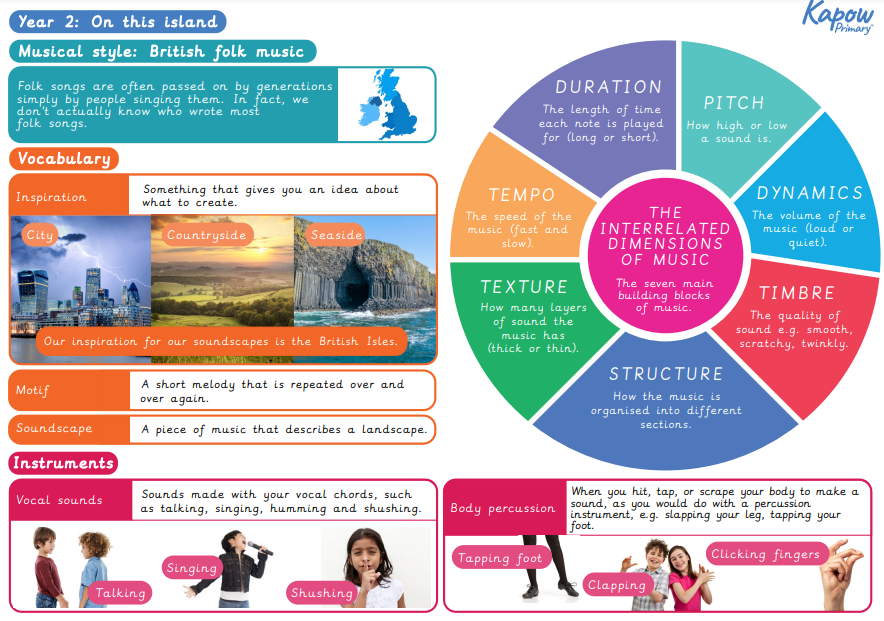 Kapow
Primary™
Year 2: On this island
Musical style: British folk music
Folk songs are often passed on by generations
simply by people singing them. In fact, we
don't actually know who wrote most
folk songs.
Vocabulary
Inspiration
Something that gives you an idea about
what to create.
City
Countryside
Seaside
Our inspiration for our soundscapes is the British Isles.
Motif
A short melody that is repeated over and
over again.
Soundscape
A piece of music that describes a landscape.
DURATION
The length of time
each note is played
for (long or short).
PITCH
How high or low
a sound is.
DYNAMICS
The volume of the
music (loud or
quiet).
TIMBRE
The quality of
sound e.g. smooth,
scratchy, twinkly.
STRUCTURE
How the music is
organised into different
sections.
TEXTURE
How many layers
of sound the
music has
(thick or thin).
TEMPO
The speed of the
music (fast and
slow).
THE
INTERRELATED
DIMENSIONS
OF MUSIC
The seven main
building blocks
of music.
Instruments
Vocal sounds
Sounds made with your vocal chords, such
as talking, singing, humming and shushing.
Talking
Singing
Shushing
Body percussion
When you hit, tap, or scrape your body to make a
sound, as you would do with a percussion
instrument, e.g. slapping your leg, tapping your
foot.
Tapping foot
Clapping
Clicking fingers